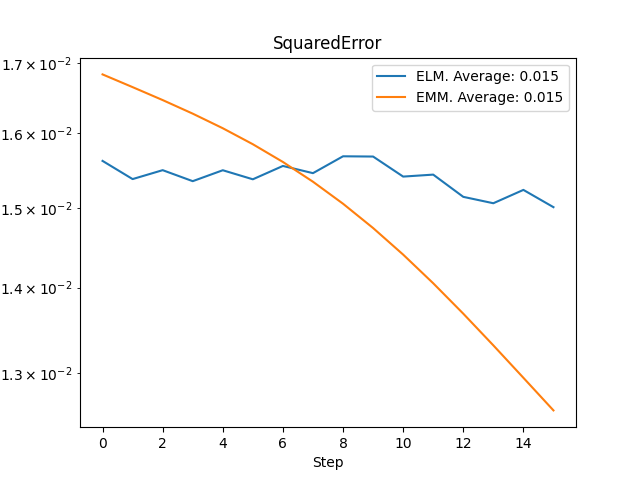 SquaredError
1.7 × 10⁻²
1.6 × 10⁻²
1.5 × 10⁻²
1.4 × 10⁻²
1.3 × 10⁻²
ELM. Average: 0.015
EMM. Average: 0.015
0 2 4 6 8 10 12 14
Step